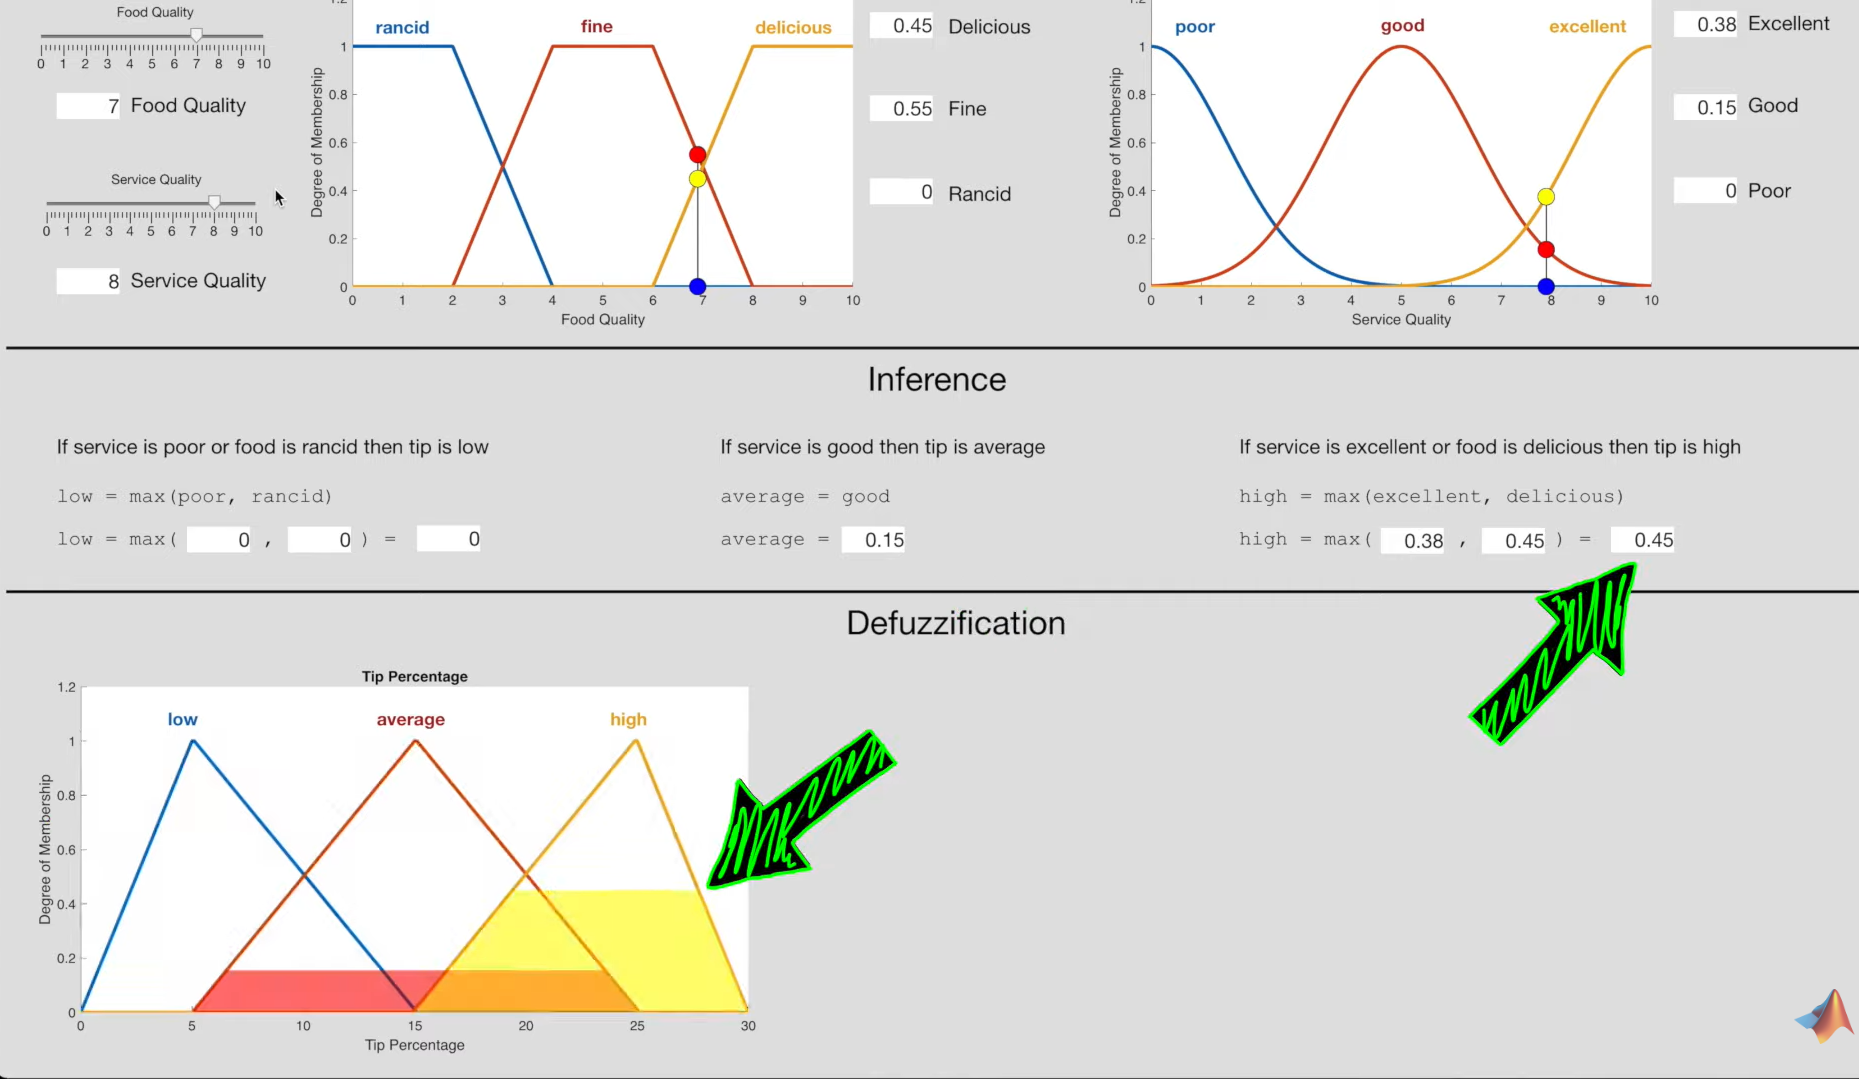 Food Quality
0 1 2 3 4 5 6 7 8 9 10
7 Food Quality
Service Quality
0 1 2 3 4 5 6 7 8 9 10
8 Service Quality
1.2
1
0.8
0.6
0.4
0.2
0
Degree of Membership
rancid fine delicious
0 1 2 3 4 5 6 7 8 9 10
Food Quality
0.45 Delicious
0.55 Fine
0 Rancid
1.2
1
0.8
0.6
0.4
0.2
0
Degree of Membership
poor good excellent
0 1 2 3 4 5 6 7 8 9 10
Service Quality
0.38 Excellent
0.15 Good
0 Poor
Inference
If service is poor or food is rancid then tip is low
low = max(poor, rancid)
low = max( 0 , 0 ) = 0
If service is good then tip is average
average = good
average = 0.15
If service is excellent or food is delicious then tip is high
high = max(excellent, delicious)
high = max( 0.38 , 0.45 ) = 0.45
Defuzzification
Tip Percentage
1.2
1
0.8
0.6
0.4
0.2
0
Degree of Membership
low average high
0 5 10 15 20 25 30
Tip Percentage